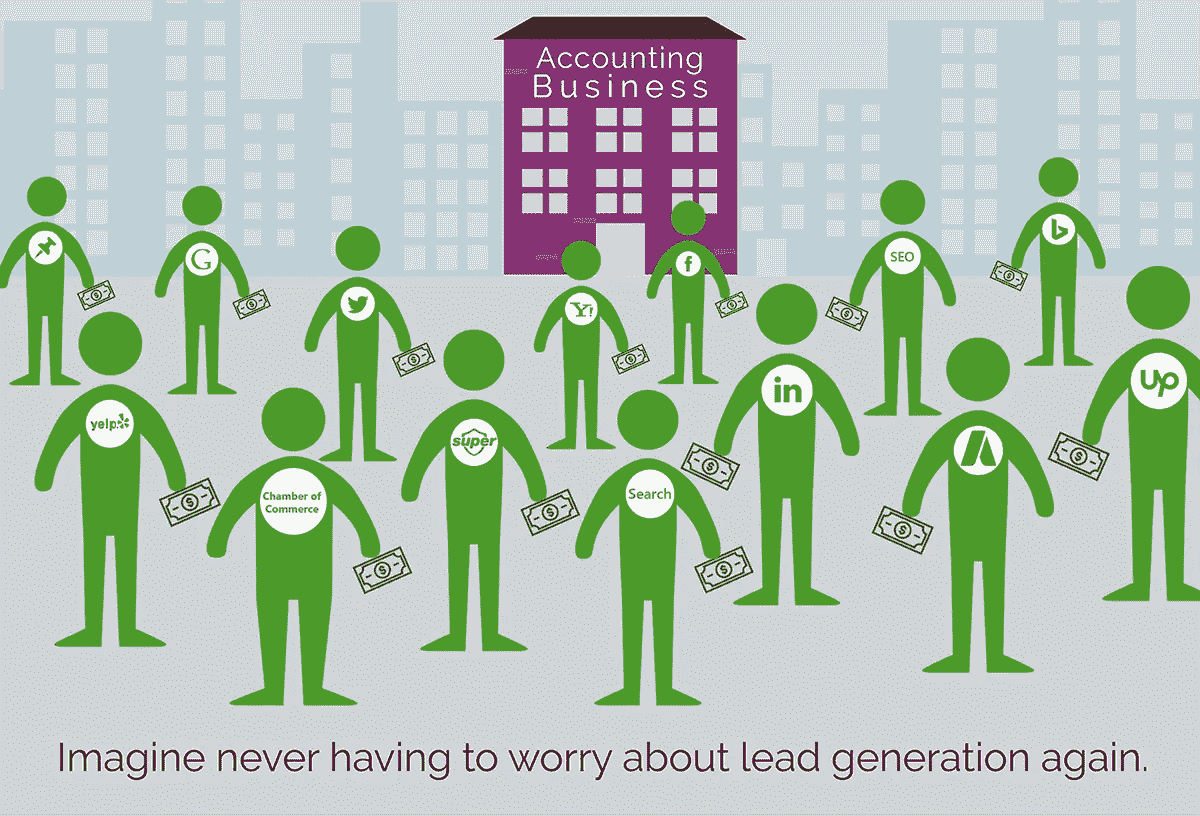 Accounting
Business
G
Y!
f
SEO
b
yelp
Chamber of
Commerce
super
Search
in
up
Imagine never having to worry about lead generation again.